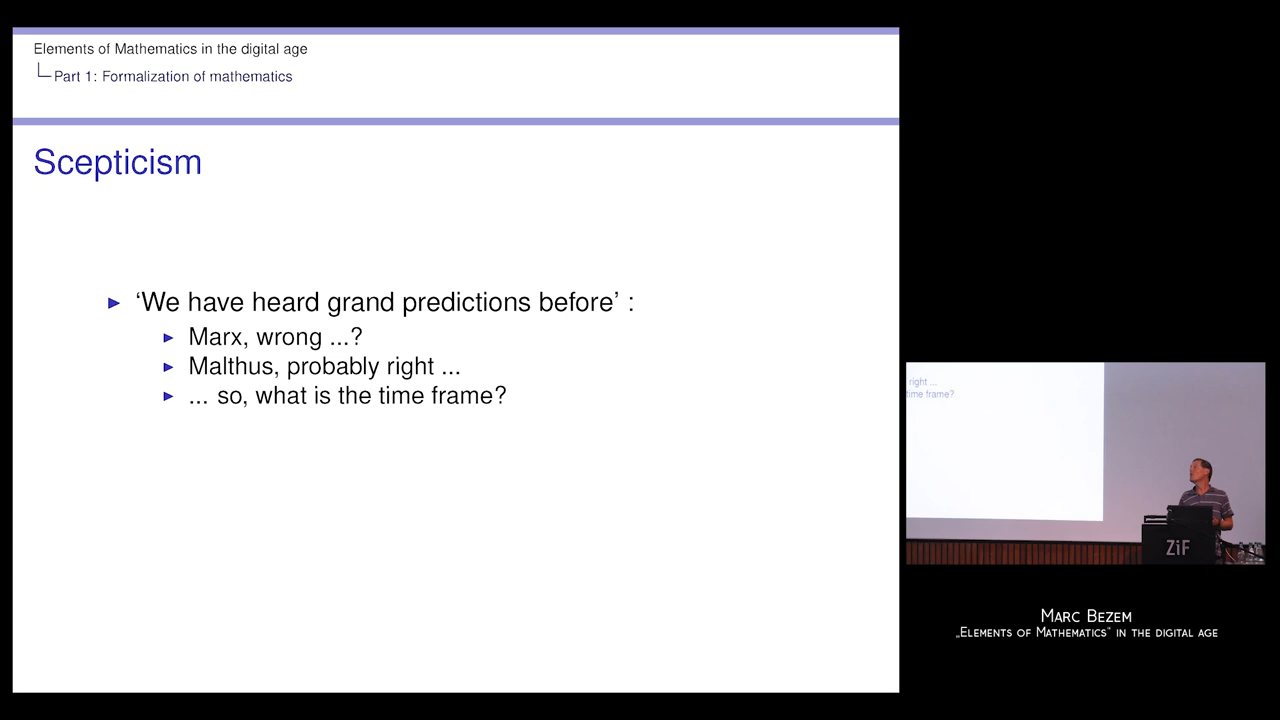 Elements of Mathematics in the digital age
Part 1: Formalization of mathematics
Scepticism
‘We have heard grand predictions before’ :
Marx, wrong ...?
Malthus, probably right ...
... so, what is the time frame?
right ...
time frame?
ZiF
Marc Bezem
„Elements of Mathematics“ in the digital age